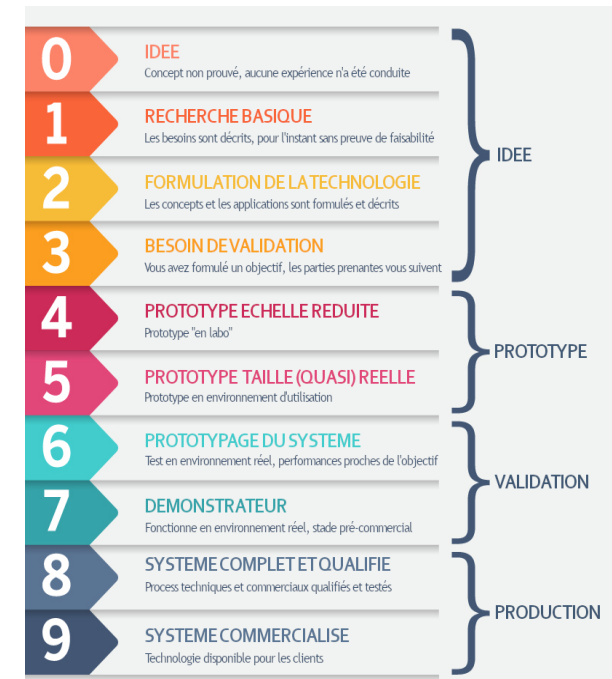 0
IDEE
Concept non prouvé, aucune expérience n'a été conduite
1
RECHERCHE BASIQUE
Les besoins sont décrits, pour l'instant sans preuve de faisabilité
2
FORMULATION DE LA TECHNOLOGIE
Les concepts et les applications sont formulés et décrits
3
BESOIN DE VALIDATION
Vous avez formulé un objectif, les parties prenantes vous suivent
IDEE
4
PROTOTYPE ECHELLE REDUITE
Prototype "en labo"
5
PROTOTYPE TAILLE (QUASI) REELLE
Prototype en environnement d'utilisation
PROTOTYPE
6
PROTOTYPAGE DU SYSTEME
Test en environnement réel, performances proches de l'objectif
7
DEMONSTRATEUR
Fonctionne en environnement réel, stade pré-commercial
VALIDATION
8
SYSTEME COMPLET ET QUALIFIE
Process techniques et commerciaux qualifiés et testés
9
SYSTEME COMMERCIALISE
Technologie disponible pour les clients
PRODUCTION